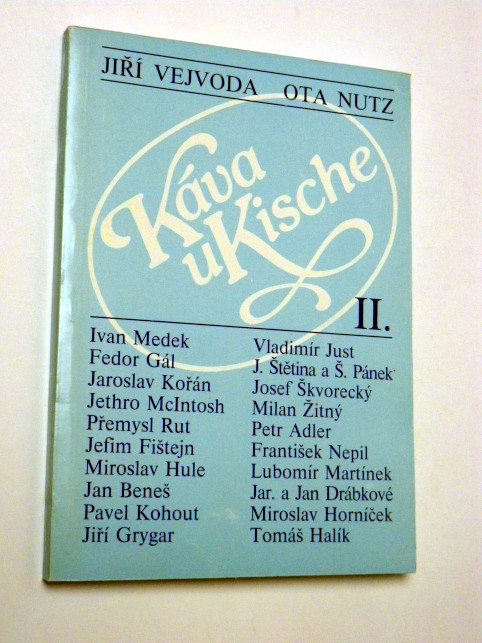 JIŘÍ VEJVODA OTA NUTZ
Káva
uKische
II.
Ivan Medek
Fedor Gál
Jaroslav Kořán
Jethro McIntosh
Přemysl Rut
Jefim Fištejn
Miroslav Hule
Jan Beneš
Pavel Kohout
Jiří Grygar
Vladimír Just
J. Štětina a Š. Pánek
Josef Škvorecký
Milan Žitný
Petr Adler
František Nepil
Lubomír Martínek
Jar. a Jan Drábkové
Miroslav Horníček
Tomáš Halík